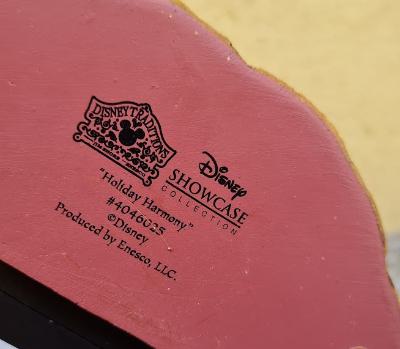 DISNEY TRADITIONS
Disney
SHOWCASE
COLLECTION
"Holiday Harmony"
#4046025
©Disney
Produced by Enesco, LLC.